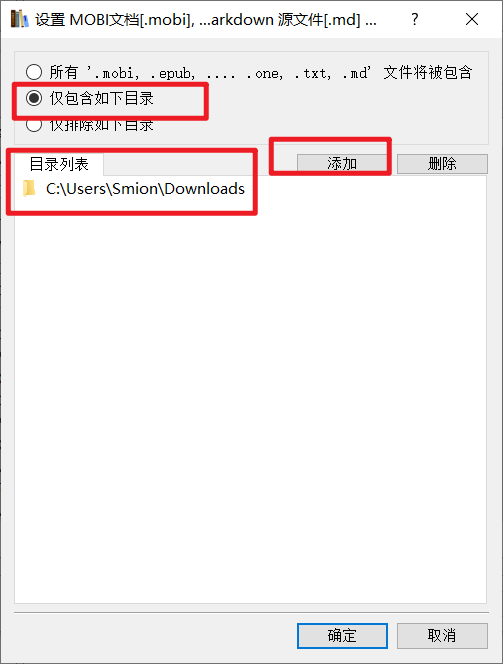 设置 MOBI文档[.mobi], ...arkdown 源文件[.md] ...
所有 '.mobi, .epub, .... .one, .txt, .md' 文件将被包含
仅包含如下目录
仅排除如下目录
目录列表
添加
删除
C:\Users\Smion\Downloads
确定
取消